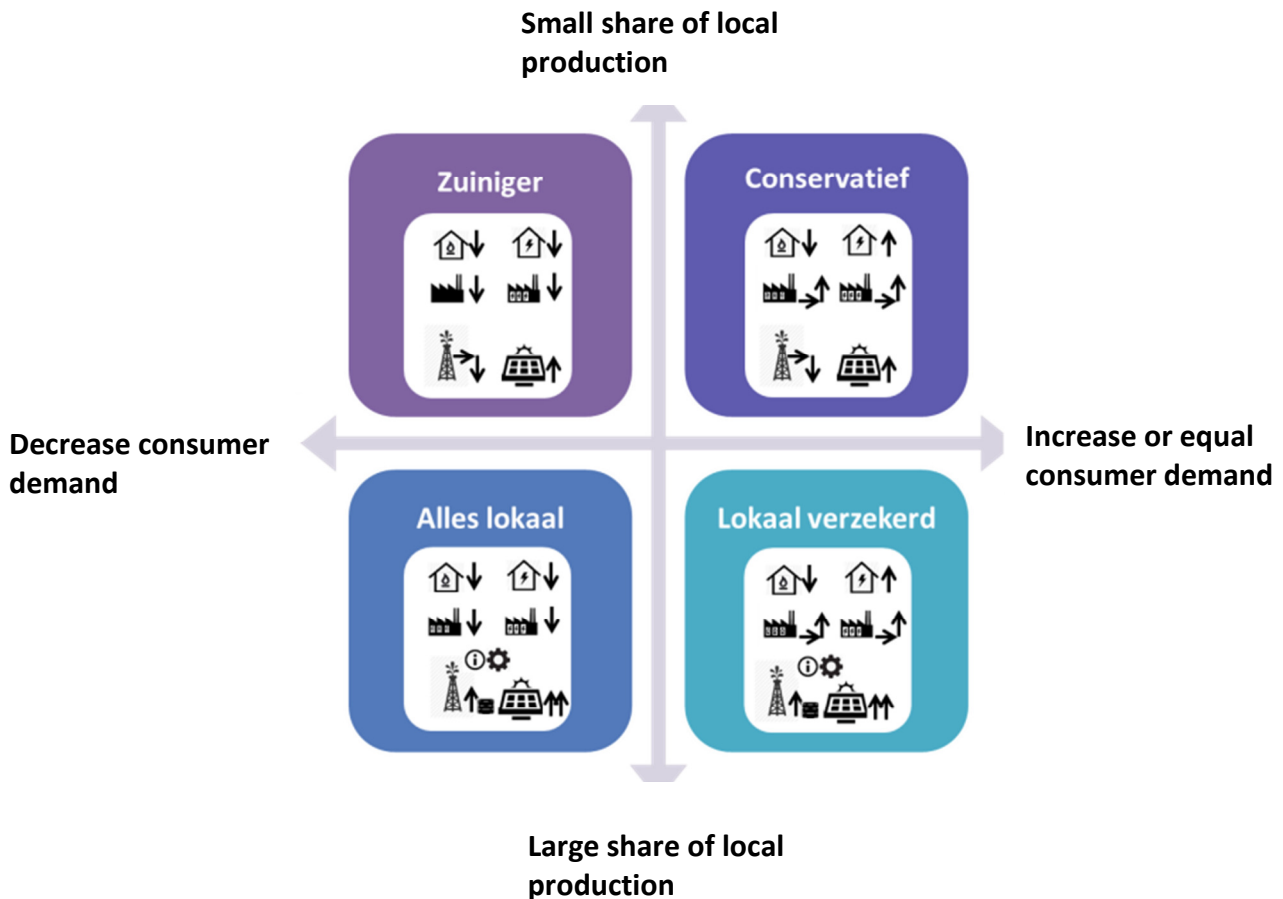 Small share of local
production
Zuiniger
Conservatief
Decrease consumer
demand
Increase or equal
consumer demand
Alles lokaal
Lokaal verzekerd
Large share of local
production